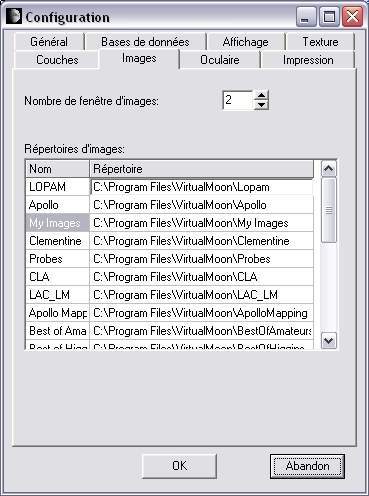 Configuration
Général Bases de données Affichage Texture
Couches Images Oculaire Impression
Nombre de fenêtre d'images: 2
Répertoires d'images:
Nom Répertoire
LOPAM C:\Program Files\VirtualMoon\Lopam
Apollo C:\Program Files\VirtualMoon\Apollo
My Images C:\Program Files\VirtualMoon\My Images
Clementine C:\Program Files\VirtualMoon\Clementine
Probes C:\Program Files\VirtualMoon\Probes
CLA C:\Program Files\VirtualMoon\CLA
LAC_LM C:\Program Files\VirtualMoon\LAC_LM
Apollo Mapp C:\Program Files\VirtualMoon\ApolloMapping
Best of Ama C:\Program Files\VirtualMoon\BestOfAmateurs
Best of Higg C:\Program Files\VirtualMoon\BestOfHiggins
OK Abandon